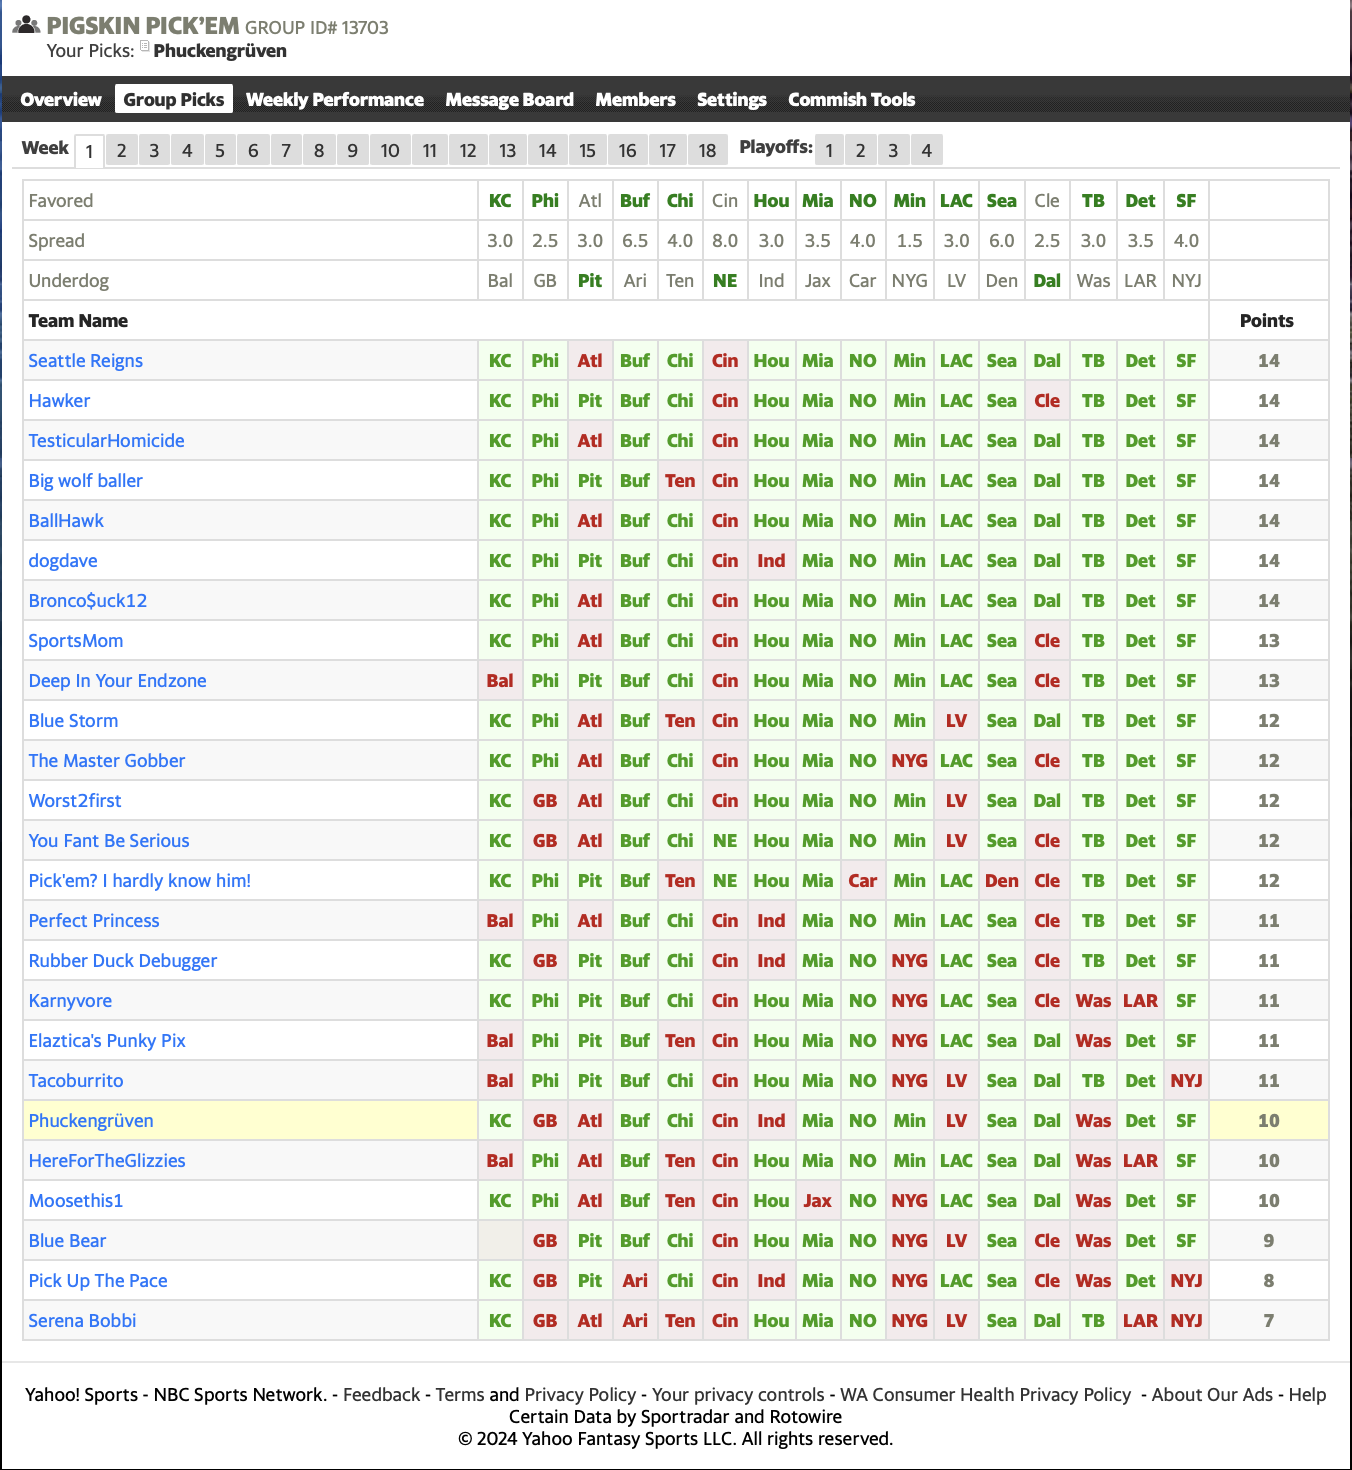 PIGSKIN PICK'EM GROUP ID# 13703
Your Picks: Phuckengrüven
Overview Group Picks Weekly Performance Message Board Members Settings Commish Tools
Week 1 2 3 4 5 6 7 8 9 10 11 12 13 14 15 16 17 18 Playoffs: 1 2 3 4
Favored KC Phi Atl Buf Chi Cin Hou Mia NO Min LAC Sea Cle TB Det SF
Spread 3.0 2.5 3.0 6.5 4.0 8.0 3.0 3.5 4.0 1.5 3.0 6.0 2.5 3.0 3.5 4.0
Underdog Bal GB Pit Ari Ten NE Ind Jax Car NYG LV Den Dal Was LAR NYJ
Team Name Points
Seattle Reigns KC Phi Atl Buf Chi Cin Hou Mia NO Min LAC Sea Dal TB Det SF 14
Hawker KC Phi Pit Buf Chi Cin Hou Mia NO Min LAC Sea Cle TB Det SF 14
TesticularHomicide KC Phi Atl Buf Chi Cin Hou Mia NO Min LAC Sea Dal TB Det SF 14
Big wolf baller KC Phi Pit Buf Ten Cin Hou Mia NO Min LAC Sea Dal TB Det SF 14
BallHawk KC Phi Atl Buf Chi Cin Hou Mia NO Min LAC Sea Dal TB Det SF 14
dogdave KC Phi Pit Buf Chi Cin Ind Mia NO Min LAC Sea Dal TB Det SF 14
Bronco$uck12 KC Phi Atl Buf Chi Cin Hou Mia NO Min LAC Sea Dal TB Det SF 14
SportsMom KC Phi Atl Buf Chi Cin Hou Mia NO Min LAC Sea Cle TB Det SF 13
Deep In Your Endzone Bal Phi Pit Buf Chi Cin Hou Mia NO Min LAC Sea Cle TB Det SF 13
Blue Storm KC Phi Atl Buf Ten Cin Hou Mia NO Min LV Sea Dal TB Det SF 12
The Master Gobber KC Phi Atl Buf Chi Cin Hou Mia NO NYG LAC Sea Cle TB Det SF 12
Worst2first KC GB Atl Buf Chi Cin Hou Mia NO Min LV Sea Dal TB Det SF 12
You Fant Be Serious KC GB Atl Buf Chi NE Hou Mia NO Min LV Sea Cle TB Det SF 12
Pick'em? I hardly know him! KC Phi Pit Buf Ten NE Hou Mia Car Min LAC Den Cle TB Det SF 12
Perfect Princess Bal Phi Atl Buf Chi Cin Ind Mia NO Min LAC Sea Cle TB Det SF 11
Rubber Duck Debugger KC GB Pit Buf Chi Cin Ind Mia NO NYG LAC Sea Cle TB Det SF 11
Karnyvore KC Phi Pit Buf Chi Cin Hou Mia NO NYG LAC Sea Cle Was LAR SF 11
Elaztica's Punky Pix Bal Phi Pit Buf Ten Cin Hou Mia NO NYG LAC Sea Dal Was Det SF 11
Tacoburrito Bal Phi Pit Buf Chi Cin Hou Mia NO NYG LV Sea Dal TB Det NYJ 11
Phuckengrüven KC GB Atl Buf Chi Cin Ind Mia NO Min LV Sea Dal Was Det SF 10
HereForTheGlizzies Bal Phi Atl Buf Ten Cin Hou Mia NO Min LAC Sea Dal Was LAR SF 10
Moosethis1 KC Phi Atl Buf Ten Cin Hou Jax NO NYG LAC Sea Dal Was Det SF 10
Blue Bear GB Pit Buf Chi Cin Hou Mia NO NYG LV Sea Cle Was Det SF 9
Pick Up The Pace KC GB Pit Ari Chi Cin Ind Mia NO NYG LAC Sea Cle Was Det NYJ 8
Serena Bobbi KC GB Atl Ari Ten Cin Hou Mia NO NYG LV Sea Dal TB LAR NYJ 7
Yahoo! Sports - NBC Sports Network. - Feedback - Terms and Privacy Policy - Your privacy controls - WA Consumer Health Privacy Policy - About Our Ads - Help
Certain Data by Sportradar and Rotowire
© 2024 Yahoo Fantasy Sports LLC. All rights reserved.